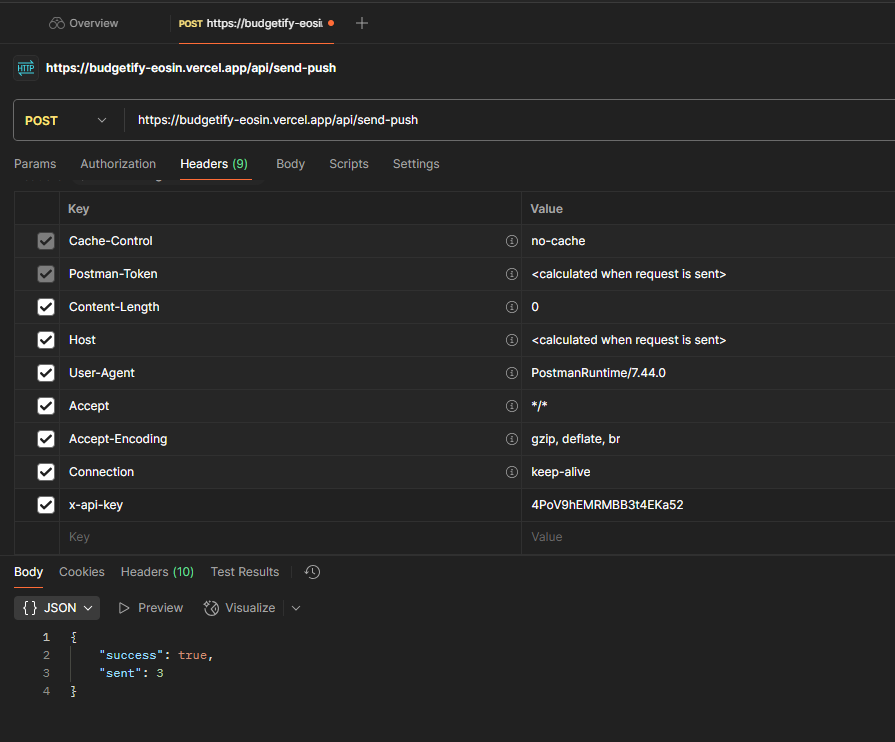 Overview
POST https://budgetify-eosin
HTTP https://budgetify-eosin.vercel.app/api/send-push
POST https://budgetify-eosin.vercel.app/api/send-push
Params Authorization Headers (9) Body Scripts Settings
Key Value
Cache-Control no-cache
Postman-Token <calculated when request is sent>
Content-Length 0
Host <calculated when request is sent>
User-Agent PostmanRuntime/7.44.0
Accept */*
Accept-Encoding gzip, deflate, br
Connection keep-alive
x-api-key 4PoV9hEMRMBB3t4EKa52
Key Value
Body Cookies Headers (10) Test Results
{} JSON Preview Visualize
1 {
2 "success": true,
3 "sent": 3
4 }